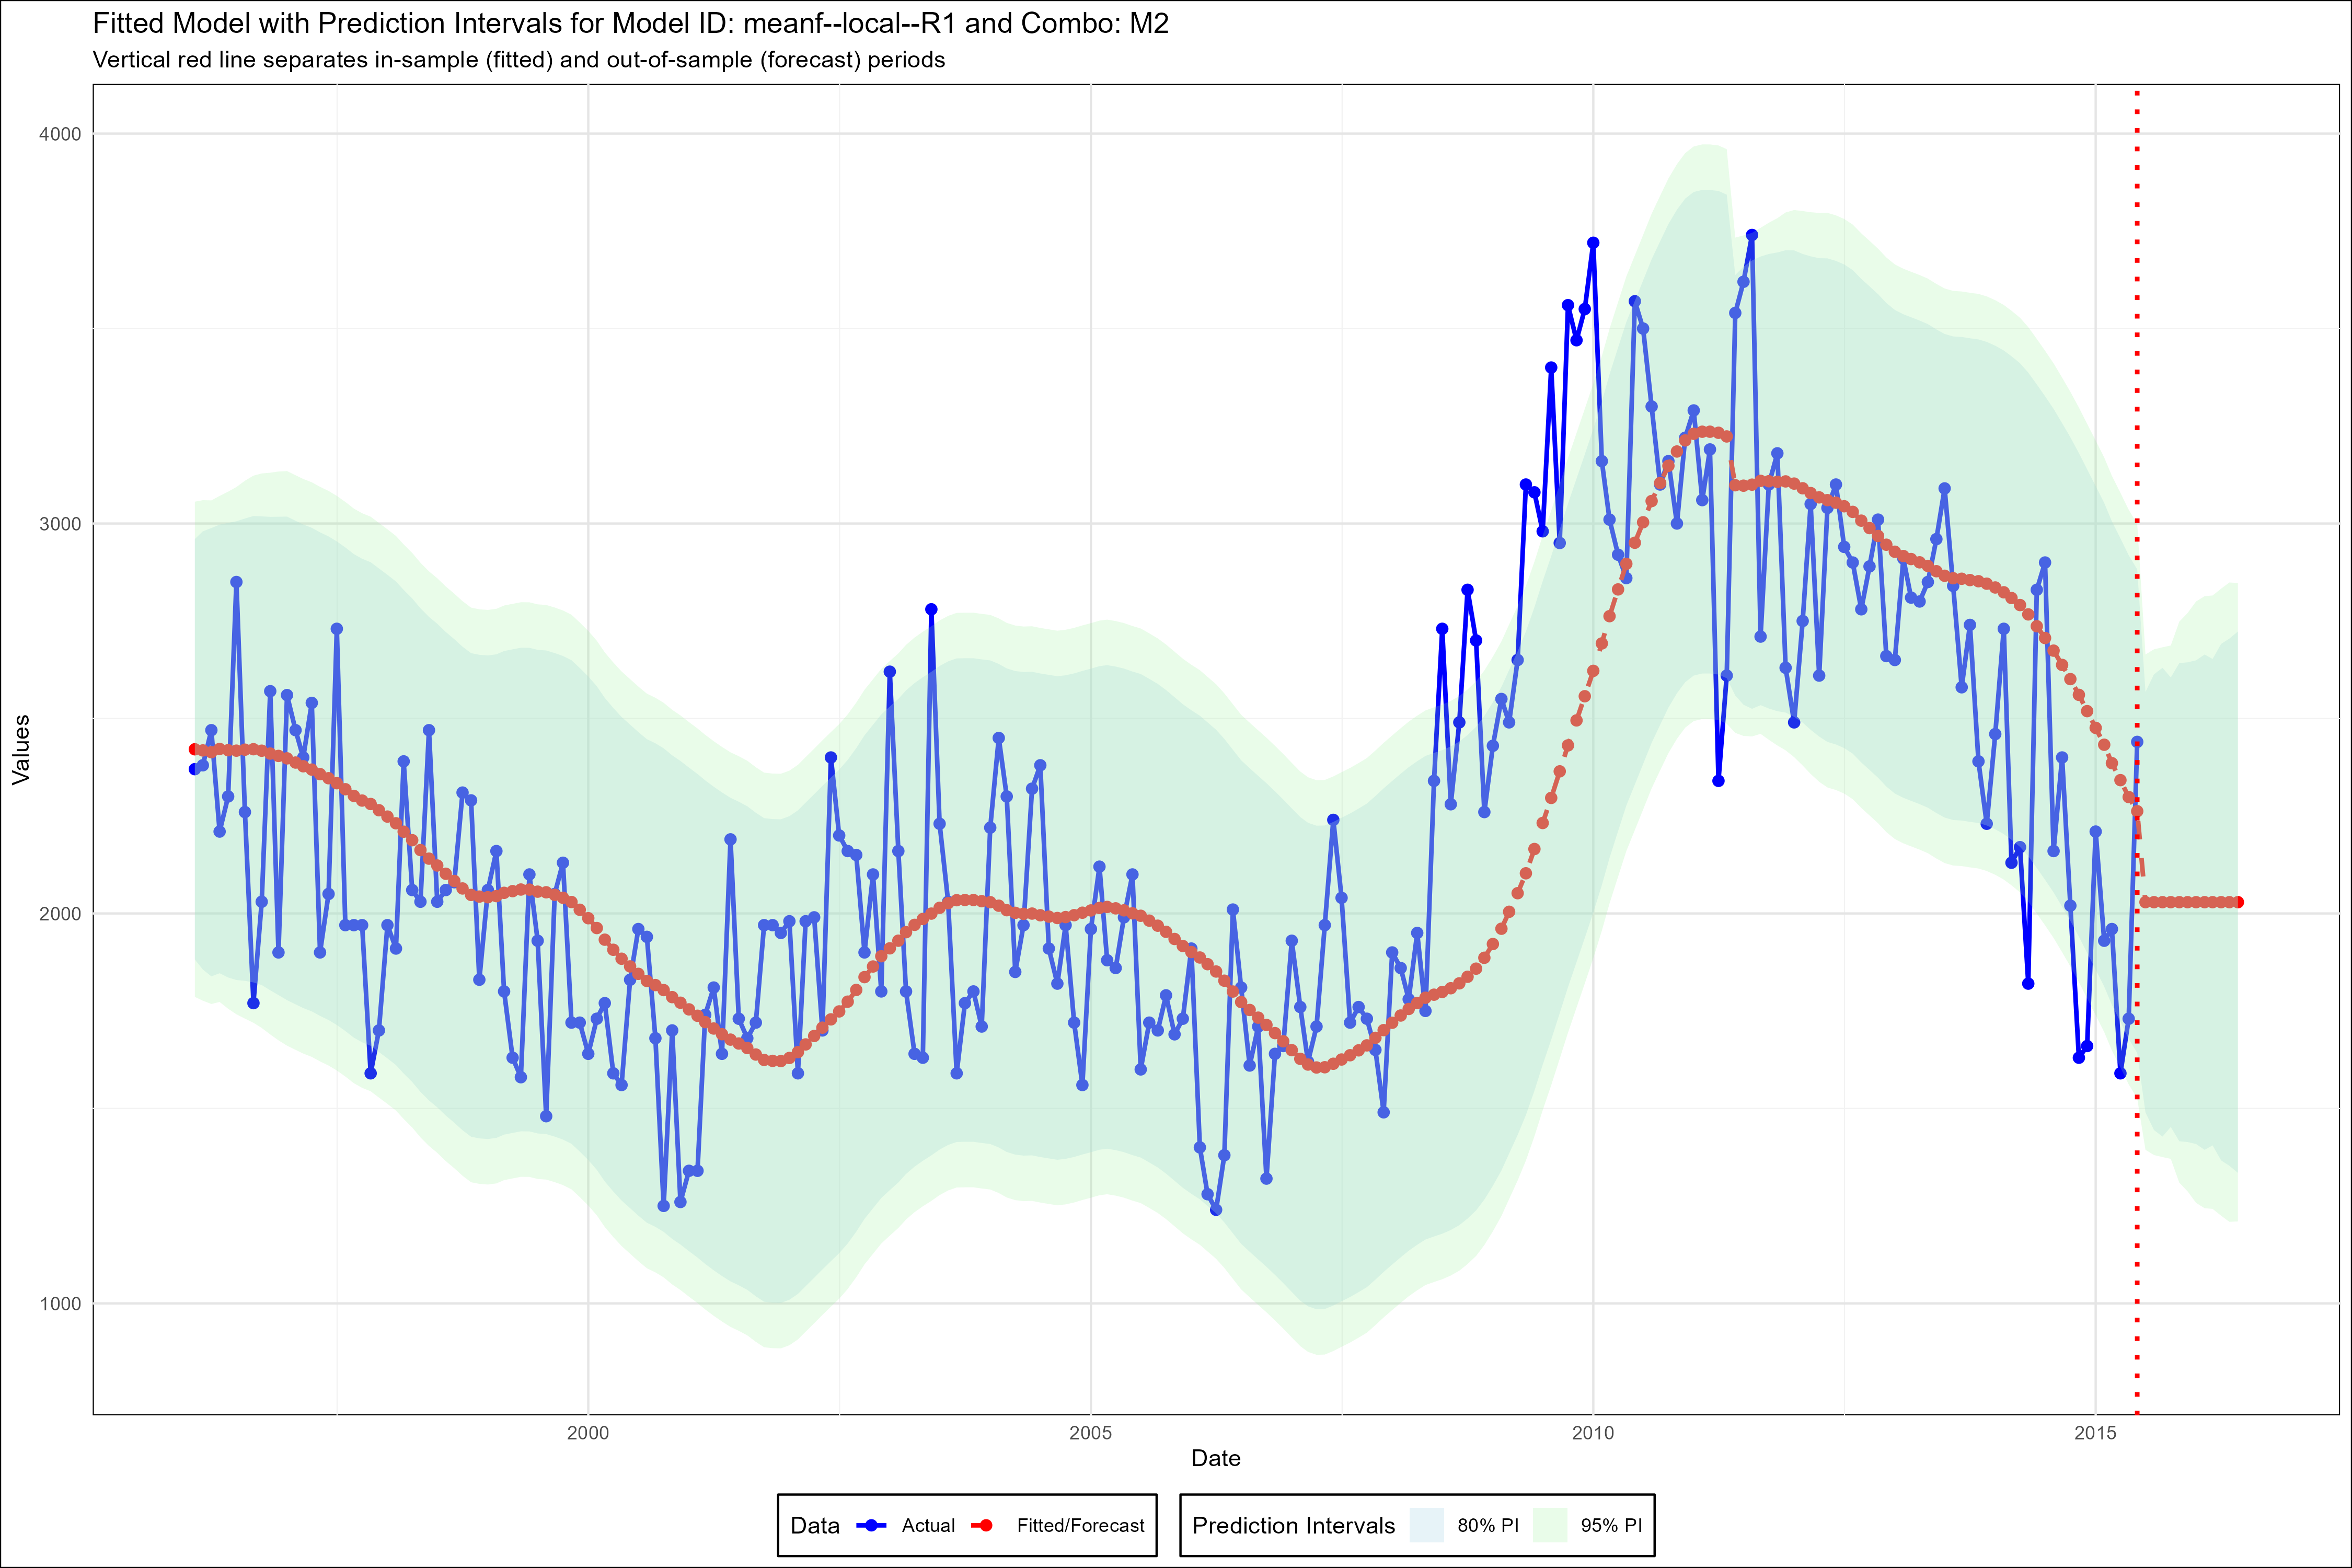 Fitted Model with Prediction Intervals for Model ID: meanf--local--R1 and Combo: M2
Vertical red line separates in-sample (fitted) and out-of-sample (forecast) periods
4000
3000
2000
1000
Values
2000 2005 2010 2015
Date
Data Actual Fitted/Forecast Prediction Intervals 80% PI 95% PI